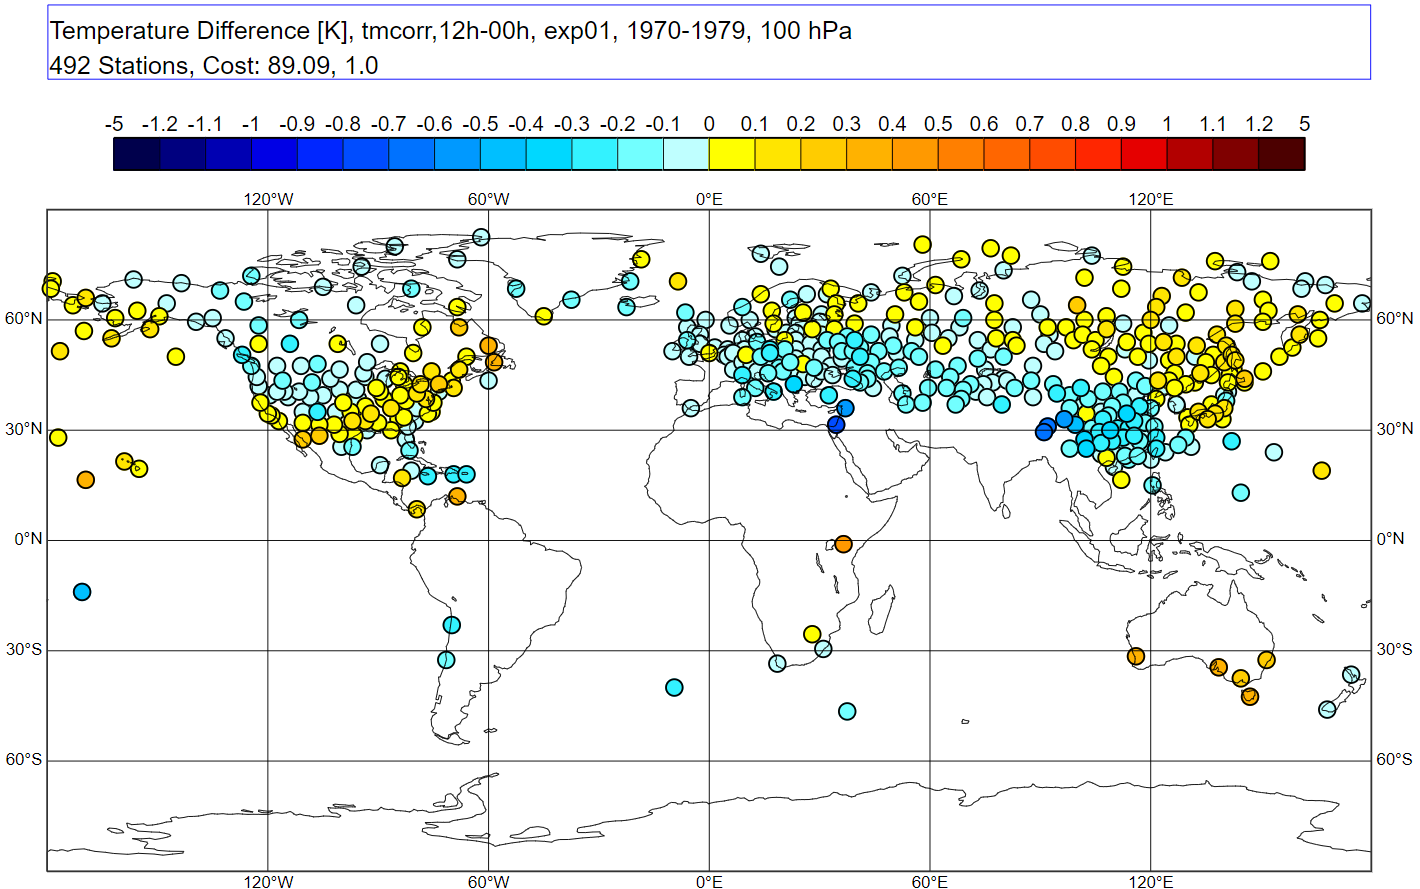 Temperature Difference [K], tmcorr,12h-00h, exp01, 1970-1979, 100 hPa
492 Stations, Cost: 89.09, 1.0
-5 -1.2 -1.1 -1 -0.9 -0.8 -0.7 -0.6 -0.5 -0.4 -0.3 -0.2 -0.1 0 0.1 0.2 0.3 0.4 0.5 0.6 0.7 0.8 0.9 1 1.1 1.2 5
120°W 60°W 0°E 60°E 120°E
60°N 60°N
30°N 30°N
0°N 0°N
30°S 30°S
60°S 60°S
120°W 60°W 0°E 60°E 120°E